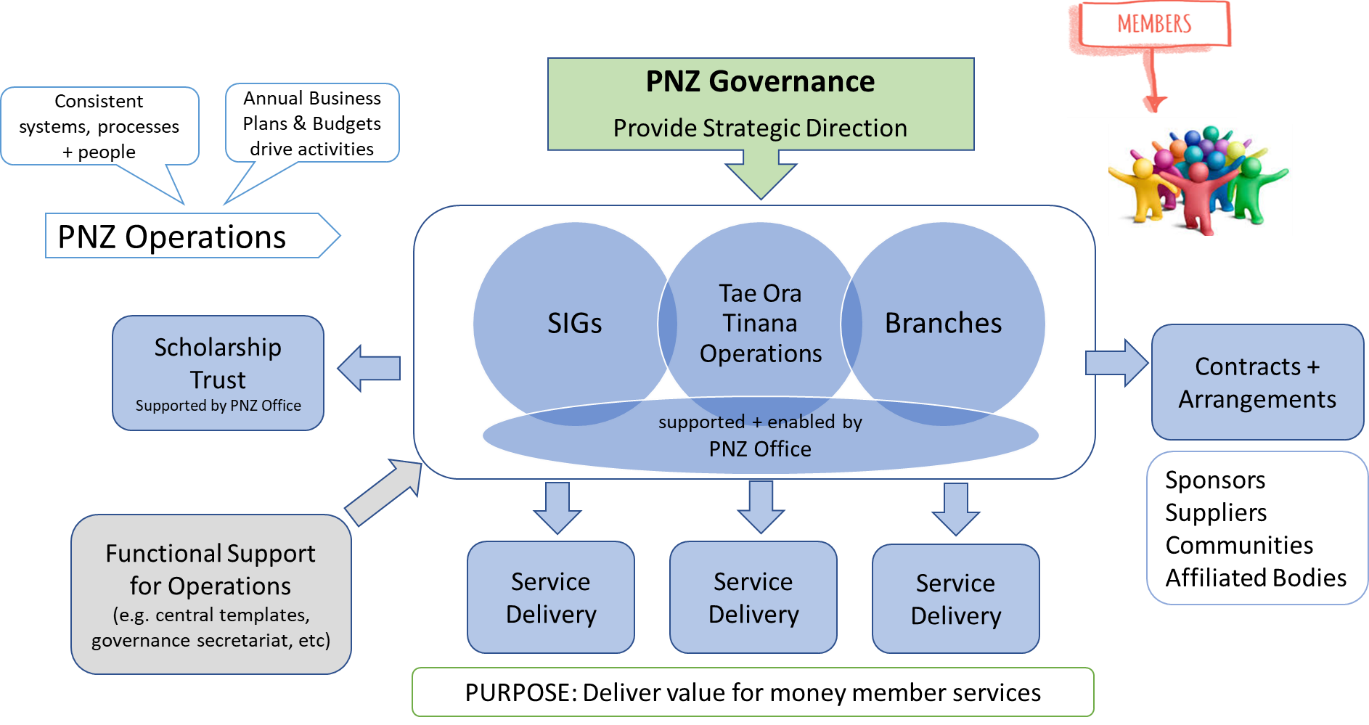 MEMBERS
PNZ Governance
Provide Strategic Direction
Consistent
systems, processes
+ people
Annual Business
Plans & Budgets
drive activities
PNZ Operations
SIGs
Tae Ora
Tinana
Operations
Branches
supported + enabled by
PNZ Office
Scholarship
Trust
Supported by PNZ Office
Contracts +
Arrangements
Sponsors
Suppliers
Communities
Affiliated Bodies
Functional Support
for Operations
(e.g. central templates,
governance secretariat, etc)
Service
Delivery
Service
Delivery
Service
Delivery
PURPOSE: Deliver value for money member services